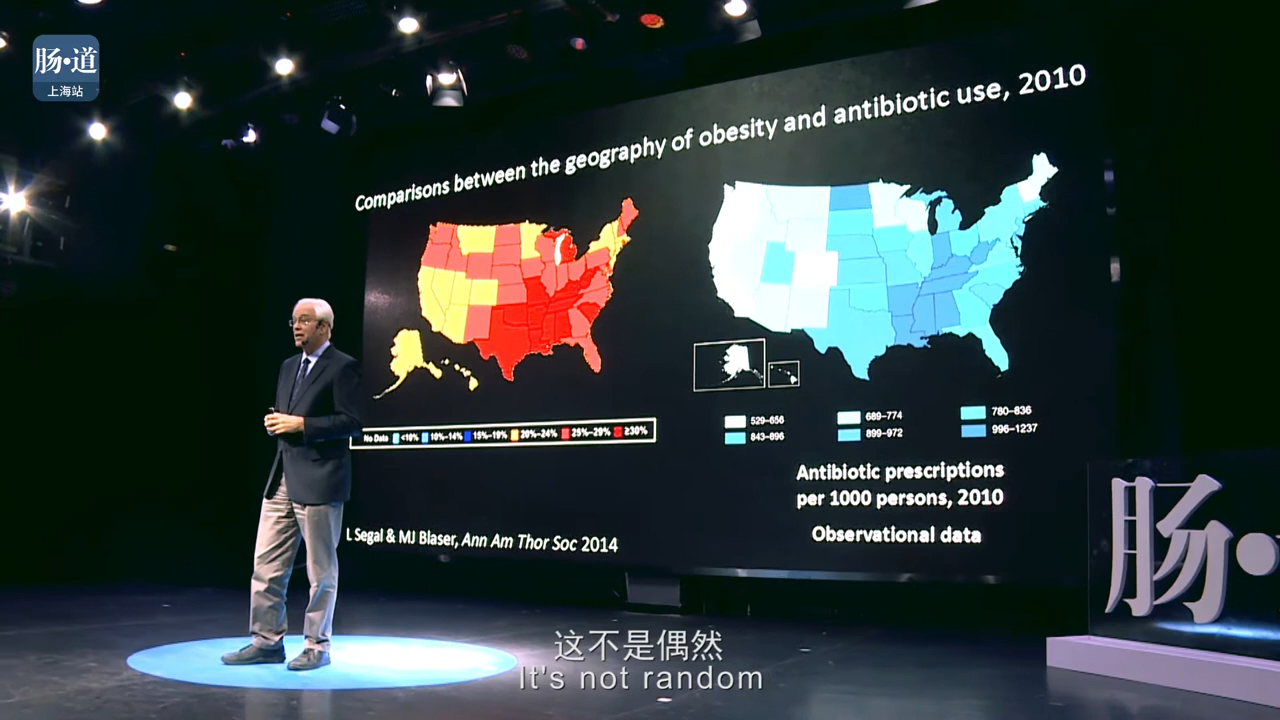 肠·道
上海站
Comparisons between the geography of obesity and antibiotic use, 2010
No Data <10% 10%–14% 15%–19% 20%–24% 25%–29% ≥30%
529–656 689–774 780–836
843–896 899–972 996–1237
Antibiotic prescriptions
per 1000 persons, 2010
Observational data
L Segal & MJ Blaser, Ann Am Thor Soc 2014
肠·
这不是偶然
It's not random